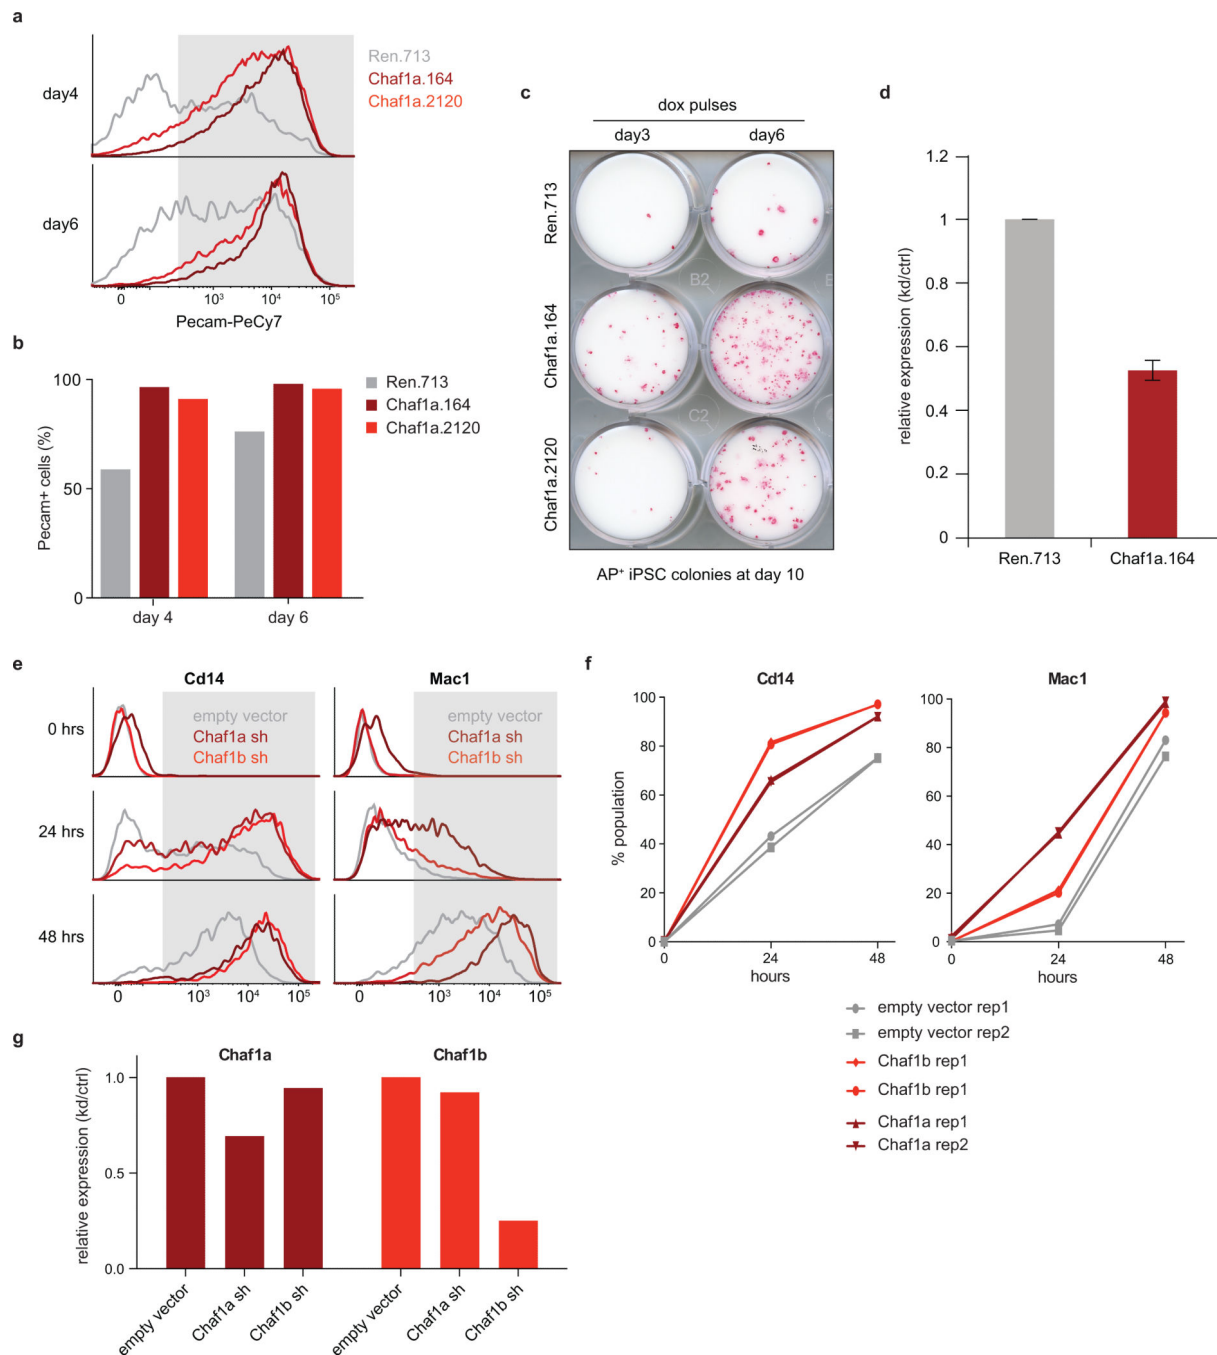 a
Ren.713
Chaf1a.164
Chaf1a.2120
day4
day6
0 10³ 10⁴ 10⁵
Pecam-PeCy7
b
100
50
0
Pecam+ cells (%)
day 4 day 6
Ren.713
Chaf1a.164
Chaf1a.2120
c
dox pulses
day3 day6
Ren.713
Chaf1a.164
Chaf1a.2120
B2
C2
AP⁺ iPSC colonies at day 10
d
relative expression (kd/ctrl)
1.2
1
0.8
0.6
0.4
0.2
0
Ren.713 Chaf1a.164
e
Cd14 Mac1
0 hrs
24 hrs
48 hrs
empty vector
Chaf1a sh
Chaf1b sh
empty vector
Chaf1a sh
Chaf1b sh
0 10³ 10⁴ 10⁵
0 10³ 10⁴ 10⁵
f
Cd14
% population
100
80
60
40
20
0
0 24 48
hours
Mac1
100
80
60
40
20
0
0 24 48
hours
empty vector rep1
empty vector rep2
Chaf1b rep1
Chaf1b rep1
Chaf1a rep1
Chaf1a rep2
g
Chaf1a Chaf1b
relative expression (kd/ctrl)
1.0
0.5
0.0
empty vector
Chaf1a sh
Chaf1b sh
empty vector
Chaf1a sh
Chaf1b sh